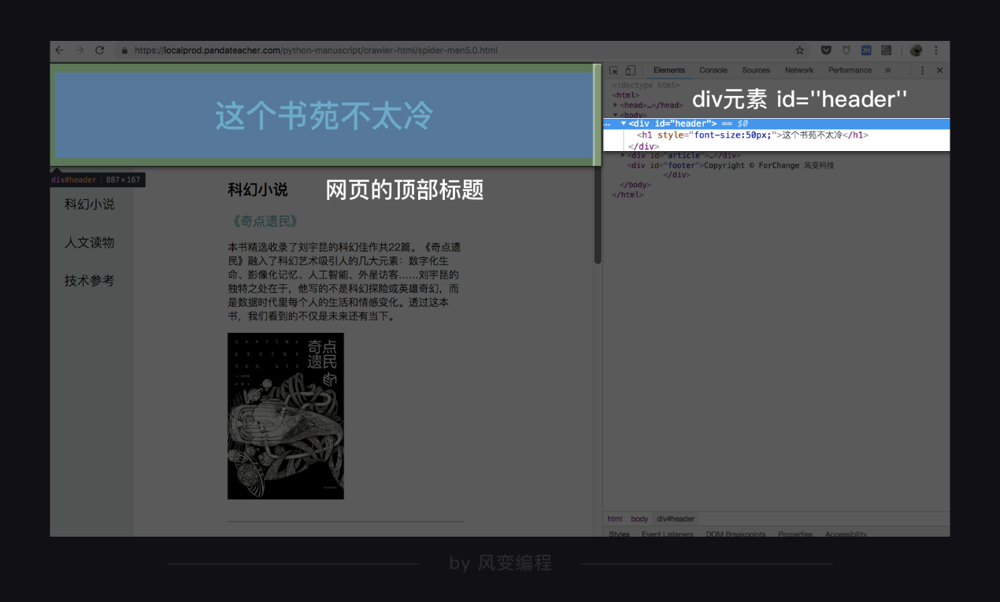 https://localprod.pandateacher.com/python-manuscript/crawler-html/spider-men5.0.html
这个书苑不太冷
div#header | 887×167
科幻小说
人文读物
技术参考
科幻小说
网页的顶部标题
《奇点遗民》
本书精选收录了刘宇昆的科幻佳作共22篇。《奇点遗
民》融入了科幻艺术吸引人的几大元素：数字化生
命、影像化记忆、人工智能、外星访客……刘宇昆的
独特之处在于，他写的不是科幻探险或英雄奇幻，而
是数据时代里每个人的生活和情感变化。透过这本
书，我们看到的不仅是未来还有当下。
奇点
遗民
Elements Console Sources Network Performance »
<!doctype html>
<html>
<head>…</head>
div元素 id=''header''
<body>
<div id="header"> == $0
<h1 style="font-size:50px;">这个书苑不太冷</h1>
</div>
<div id="article">…</div>
<div id="footer">Copyright © ForChange 风变科技
</div>
</body>
</html>
html body div#header
Styles Event Listeners DOM Breakpoints Properties Accessibility
by 风变编程